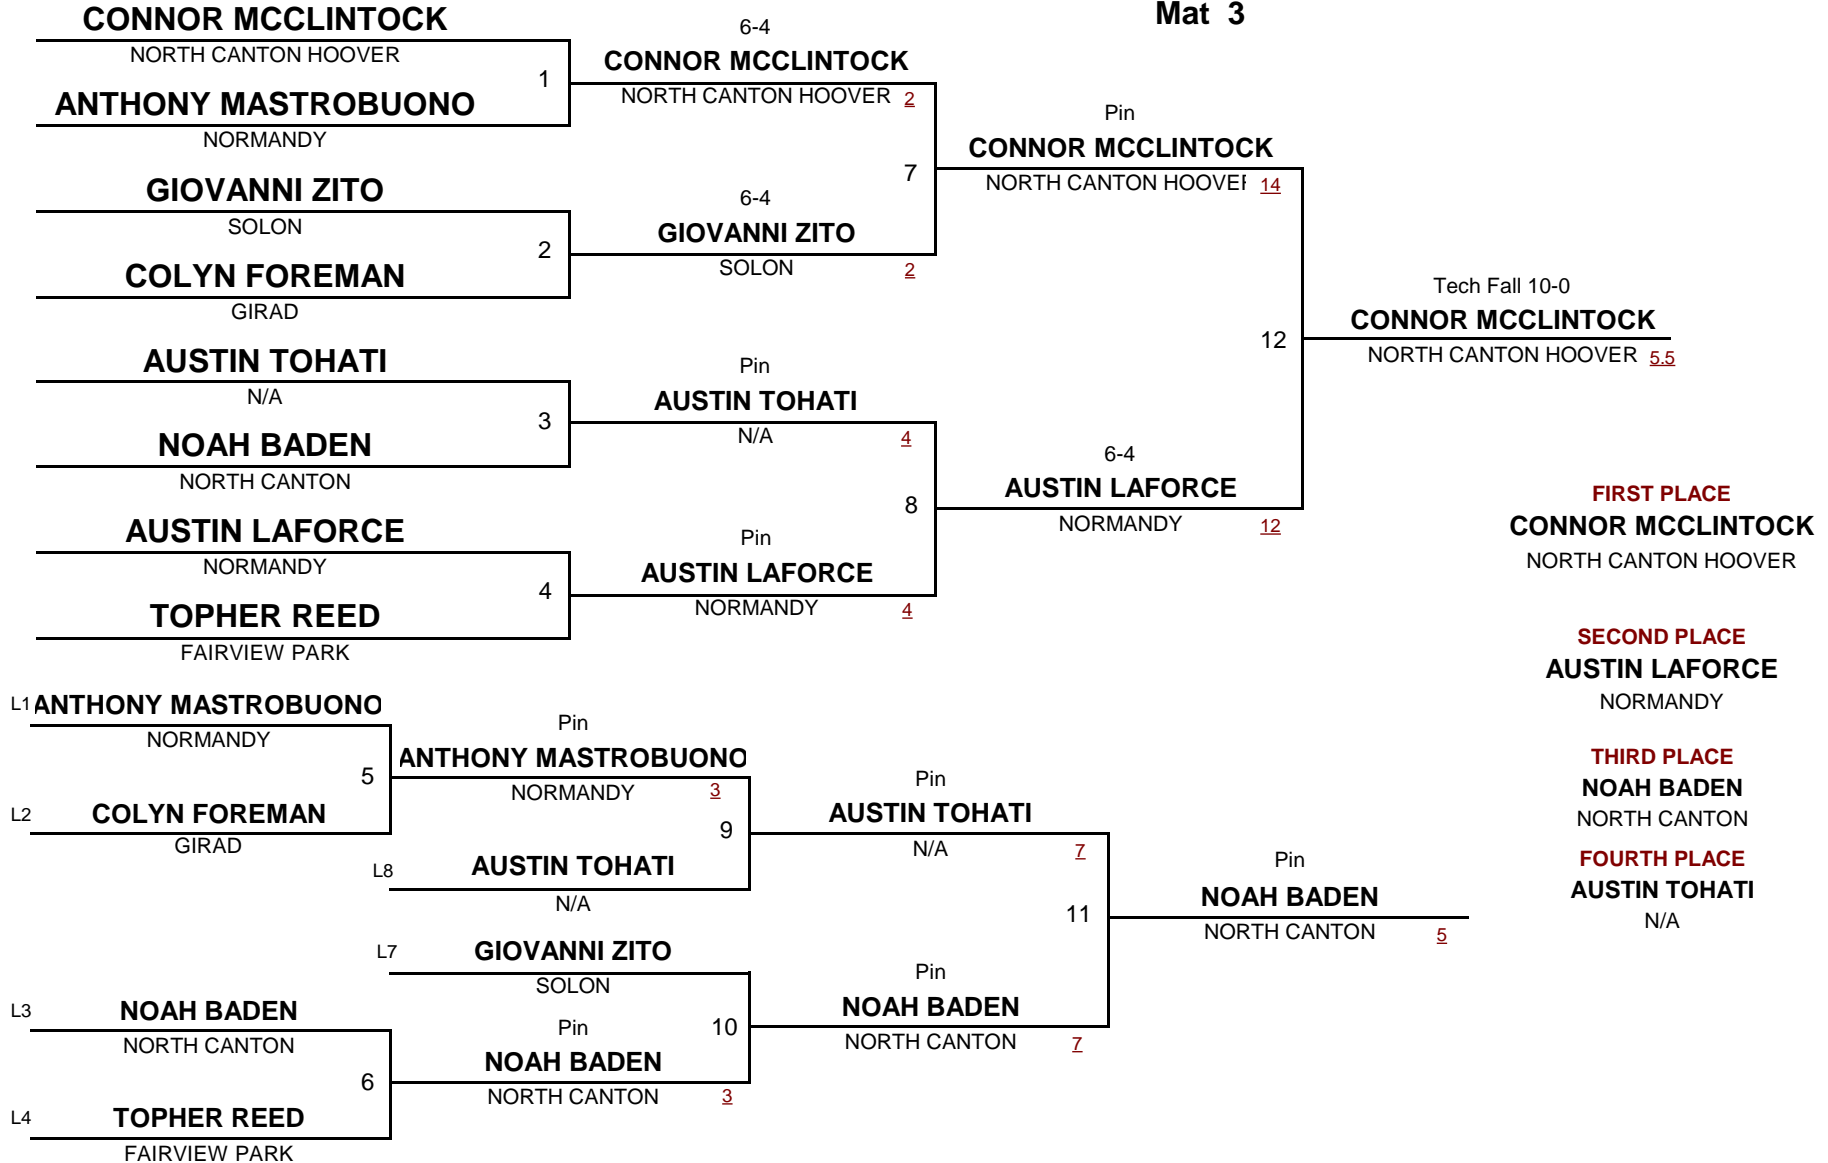 Mat 3
CONNOR MCCLINTOCK
NORTH CANTON HOOVER
1
ANTHONY MASTROBUONO
NORMANDY
GIOVANNI ZITO
SOLON
2
COLYN FOREMAN
GIRAD
AUSTIN TOHATI
N/A
3
NOAH BADEN
NORTH CANTON
AUSTIN LAFORCE
NORMANDY
4
TOPHER REED
FAIRVIEW PARK
6-4
CONNOR MCCLINTOCK
NORTH CANTON HOOVER 2
7
6-4
GIOVANNI ZITO
SOLON 2
Pin
AUSTIN TOHATI
N/A 4
8
Pin
AUSTIN LAFORCE
NORMANDY 4
Pin
CONNOR MCCLINTOCK
NORTH CANTON HOOVER 14
12
6-4
AUSTIN LAFORCE
NORMANDY 12
Tech Fall 10-0
CONNOR MCCLINTOCK
NORTH CANTON HOOVER 5.5
FIRST PLACE
CONNOR MCCLINTOCK
NORTH CANTON HOOVER
SECOND PLACE
AUSTIN LAFORCE
NORMANDY
THIRD PLACE
NOAH BADEN
NORTH CANTON
FOURTH PLACE
AUSTIN TOHATI
N/A
L1 ANTHONY MASTROBUONO
NORMANDY
5
L2 COLYN FOREMAN
GIRAD
L3 NOAH BADEN
NORTH CANTON
6
L4 TOPHER REED
FAIRVIEW PARK
Pin
ANTHONY MASTROBUONO
NORMANDY 3
9
L8 AUSTIN TOHATI
N/A
L7 GIOVANNI ZITO
SOLON
10
Pin
NOAH BADEN
NORTH CANTON 3
Pin
AUSTIN TOHATI
N/A 7
11
Pin
NOAH BADEN
NORTH CANTON 7
Pin
NOAH BADEN
NORTH CANTON 5